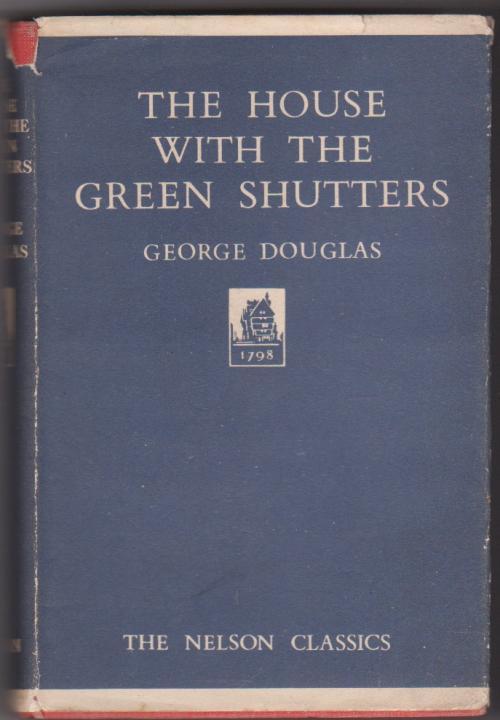 THE HOUSE
WITH THE
GREEN SHUTTERS
GEORGE DOUGLAS
1798
THE NELSON CLASSICS